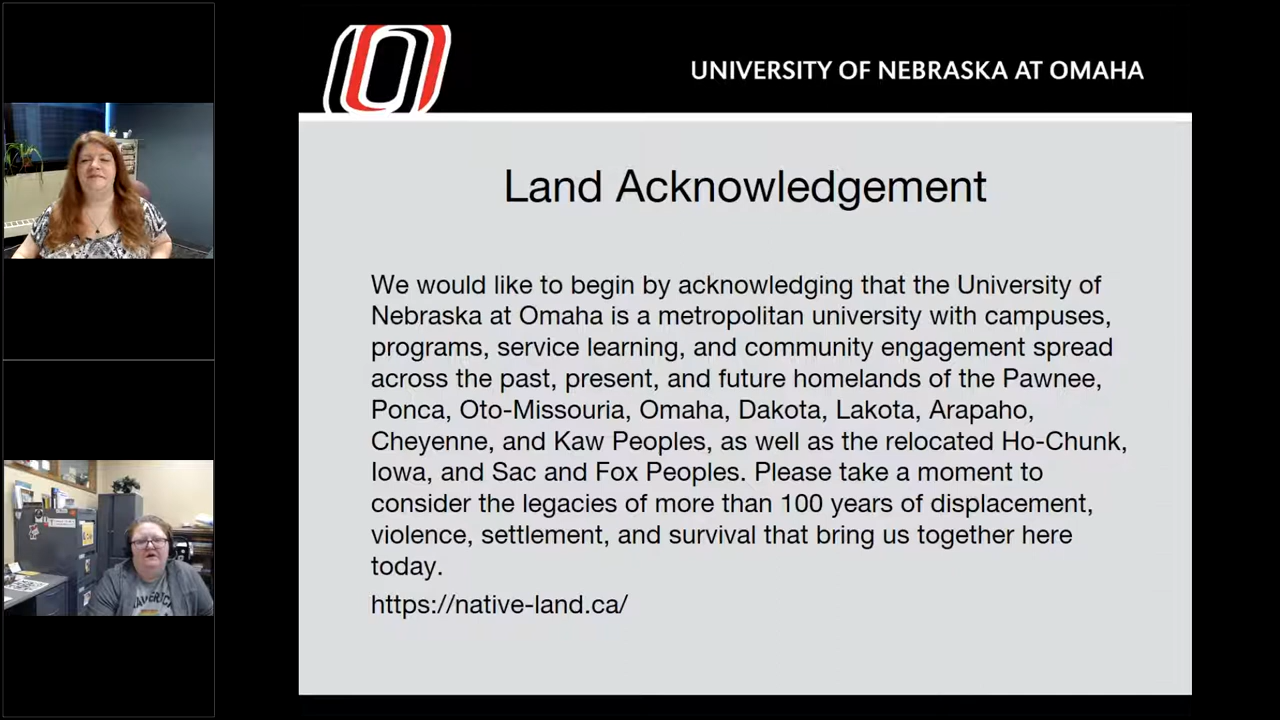 UNIVERSITY OF NEBRASKA AT OMAHA
Land Acknowledgement
We would like to begin by acknowledging that the University of
Nebraska at Omaha is a metropolitan university with campuses,
programs, service learning, and community engagement spread
across the past, present, and future homelands of the Pawnee,
Ponca, Oto-Missouria, Omaha, Dakota, Lakota, Arapaho,
Cheyenne, and Kaw Peoples, as well as the relocated Ho-Chunk,
Iowa, and Sac and Fox Peoples. Please take a moment to
consider the legacies of more than 100 years of displacement,
violence, settlement, and survival that bring us together here
today.
https://native-land.ca/